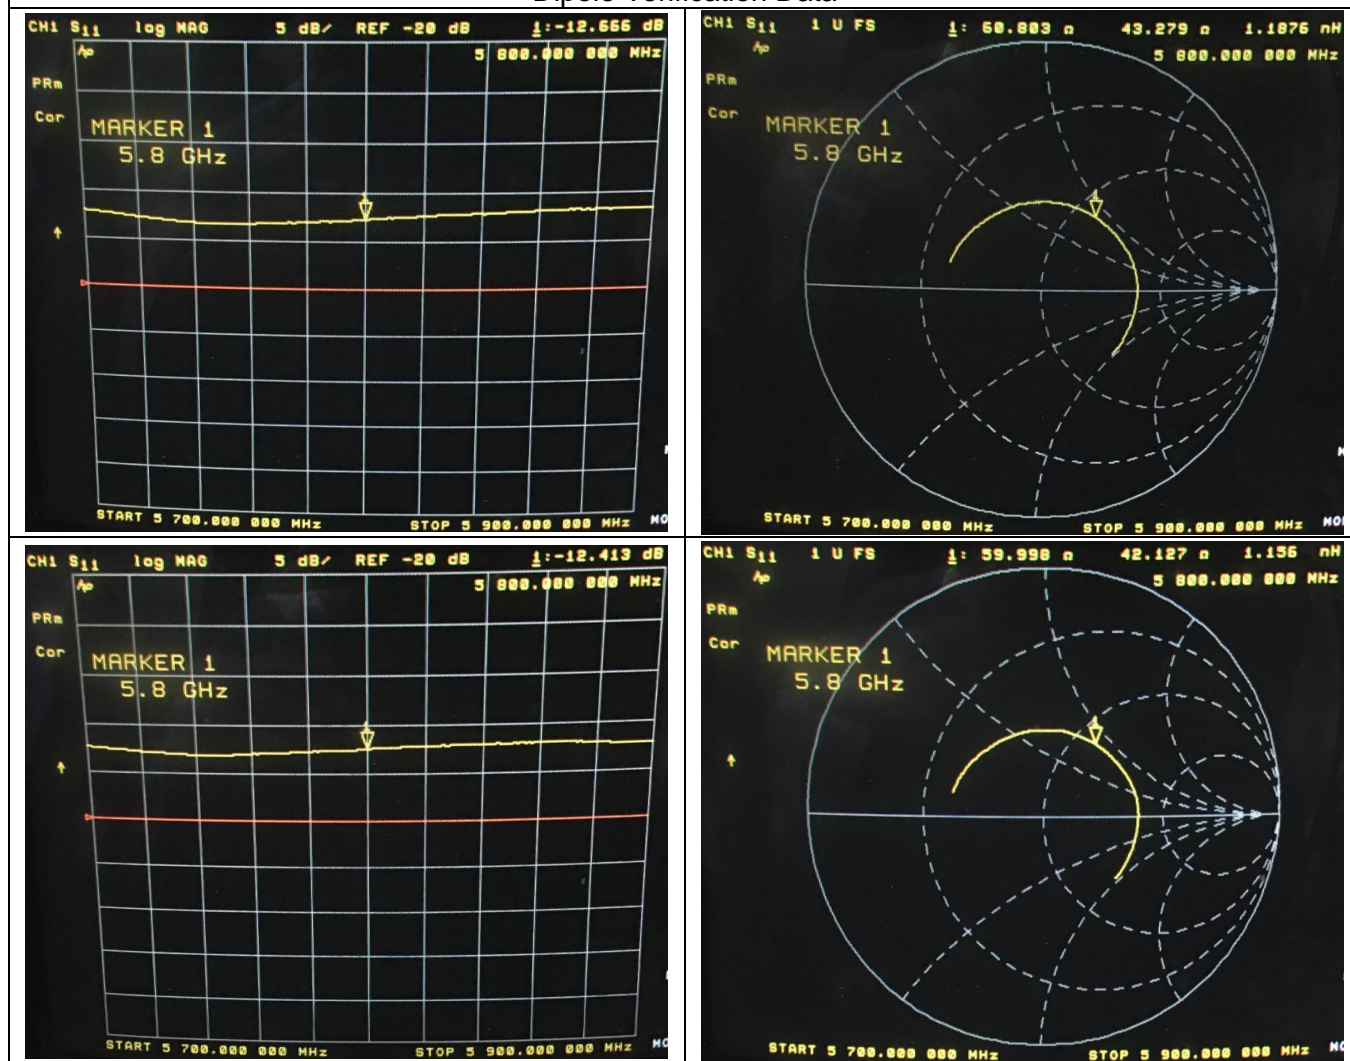 CH1 S11 log MAG 5 dB/ REF -20 dB 1:-12.666 dB
5 800.000 000 MHz
PRm
Cor
MARKER 1
5.8 GHz
START 5 700.000 000 MHz STOP 5 900.000 000 MHz
CH1 S11 1 U FS 1: 60.803 Ω 43.279 Ω 1.1876 nH
5 800.000 000 MHz
PRm
Cor
MARKER 1
5.8 GHz
START 5 700.000 000 MHz STOP 5 900.000 000 MHz
CH1 S11 log MAG 5 dB/ REF -20 dB 1:-12.413 dB
5 800.000 000 MHz
PRm
Cor
MARKER 1
5.8 GHz
START 5 700.000 000 MHz STOP 5 900.000 000 MHz
CH1 S11 1 U FS 1: 59.998 Ω 42.127 Ω 1.156 nH
5 800.000 000 MHz
PRm
Cor
MARKER 1
5.8 GHz
START 5 700.000 000 MHz STOP 5 900.000 000 MHz